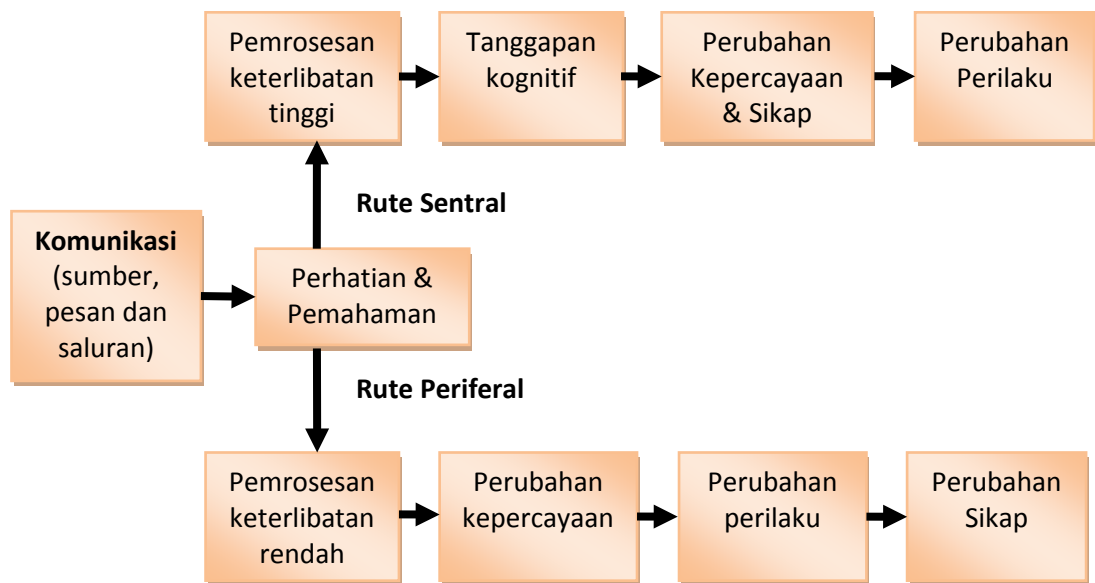 Pemrosesan
keterlibatan
tinggi
Tanggapan
kognitif
Perubahan
Kepercayaan
& Sikap
Perubahan
Perilaku
Rute Sentral
Komunikasi
(sumber,
pesan dan
saluran)
Perhatian &
Pemahaman
Rute Periferal
Pemrosesan
keterlibatan
rendah
Perubahan
kepercayaan
Perubahan
perilaku
Perubahan
Sikap